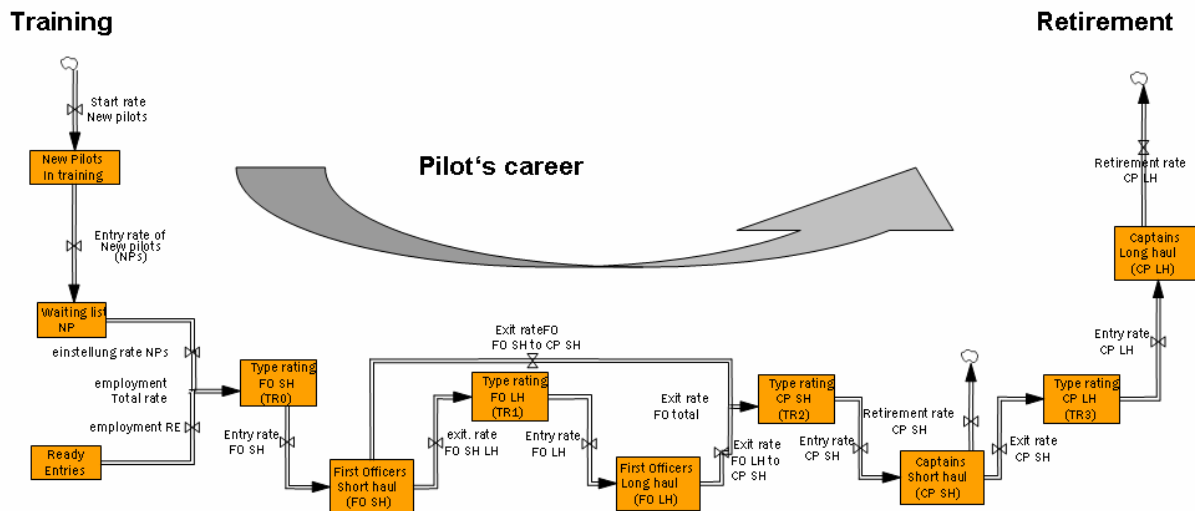 Training
Retirement
Start rate
New pilots
New Pilots
In training
Pilot's career
Retirement rate
CP LH
Entry rate of
New pilots
(NPs)
Captains
Long haul
(CP LH)
Waiting list
NP
einstellung rate NPs
employment
Total rate
employment RE
Ready
Entries
Type rating
FO SH
(TR0)
Entry rate
FO SH
First Officers
Short haul
(FO SH)
Exit rateFO
FO SH to CP SH
Type rating
FO LH
(TR1)
exit. rate
FO SH LH
Entry rate
FO LH
First Officers
Long haul
(FO LH)
Exit rate
FO total
Exit rate
FO LH to
CP SH
Type rating
CP SH
(TR2)
Entry rate
CP SH
Retirement rate
CP SH
Captains
Short haul
(CP SH)
Exit rate
CP SH
Type rating
CP LH
(TR3)
Entry rate
CP LH